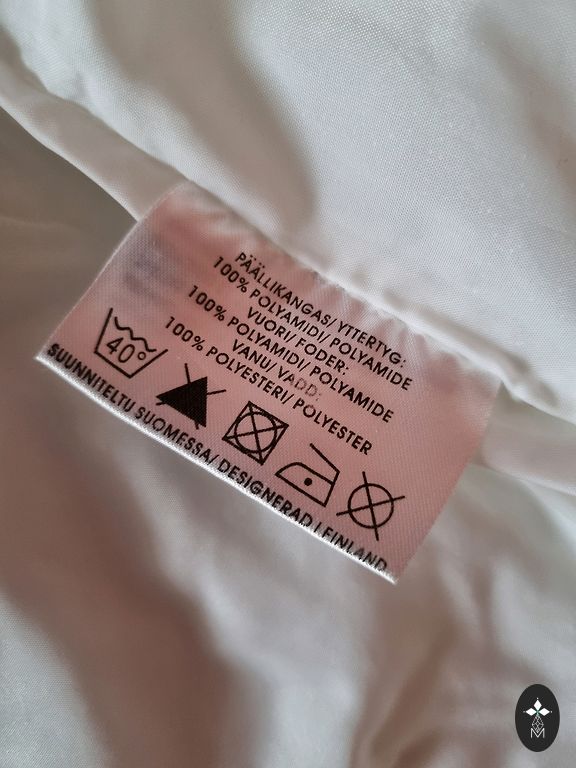 PÄÄLLIKANGAS/ YTTERTYG:
100% POLYAMIDI/ POLYAMIDE
VUORI/ FODER:
100% POLYAMIDI/ POLYAMIDE
VANU/ VADD:
100% POLYESTERI/ POLYESTER
40°
SUUNNITELTU SUOMESSA/ DESIGNERAD I FINLAND
M